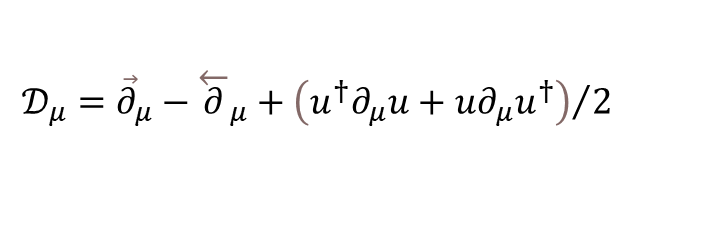 𝒟_μ = ∂⃗_μ − ∂⃖_μ + (u†∂_μu + u∂_μu†)/2